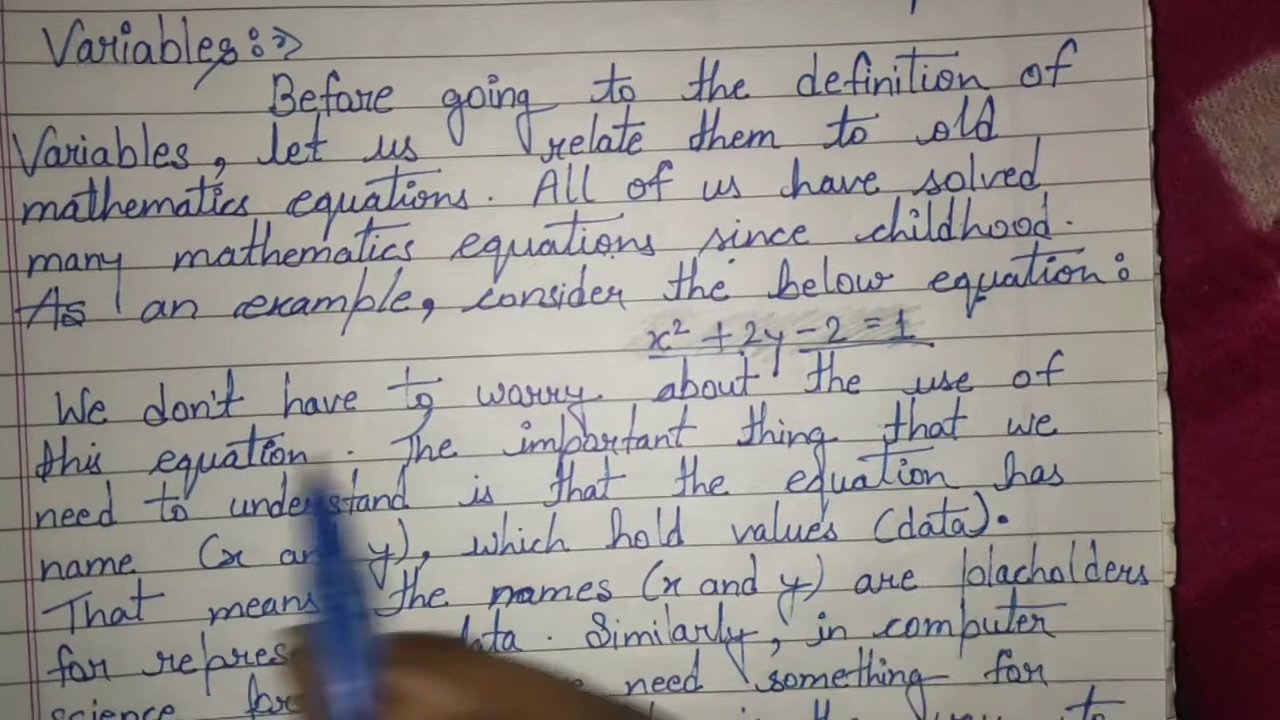 Variables:->
Before going to the definition of
Variables, let us relate them to old
mathematics equations. All of us have solved
many mathematics equations since childhood.
As an example, consider the below equation:
x² + 2y - 2 = 1
We don't have to worry about the use of
this equation. The important thing that we
need to understand is that the equation has
name (x and y), which hold values (data).
That means the names (x and y) are placholders
for repres data. Similarly, in computer
science for need something for